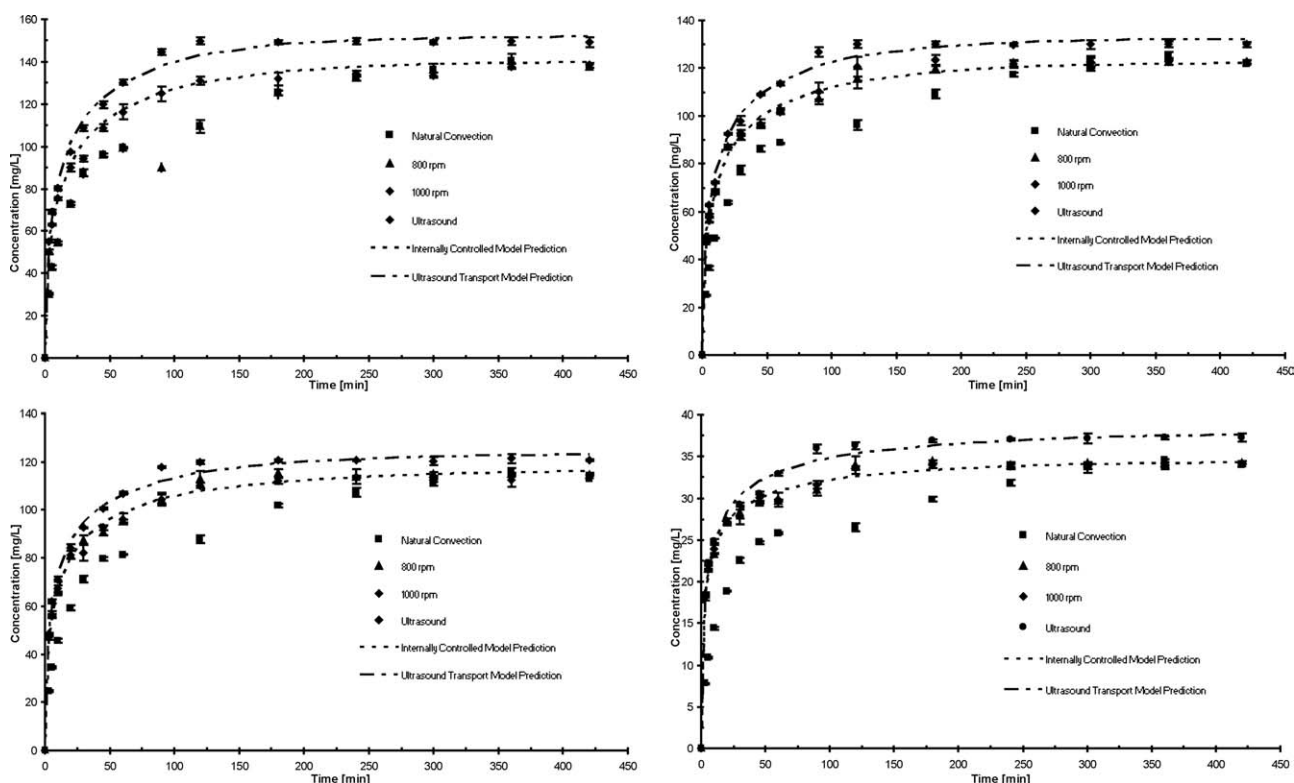 Concentration [mg/L]
160
140
120
100
80
60
40
20
0
Natural Convection
800 rpm
1000 rpm
Ultrasound
Internally Controlled Model Prediction
Ultrasound Transport Model Prediction
0 50 100 150 200 250 300 350 400 450
Time [min]
Concentration [mg/L]
140
120
100
80
60
40
20
0
Natural Convection
800 rpm
1000 rpm
Ultrasound
Internally Controlled Model Prediction
Ultrasound Transport Model Prediction
0 50 100 150 200 250 300 350 400 450
Time [min]
Concentration [mg/L]
140
120
100
80
60
40
20
0
Natural Convection
800 rpm
1000 rpm
Ultrasound
Internally Controlled Model Prediction
Ultrasound Transport Model Prediction
0 50 100 150 200 250 300 350 400 450
Time [min]
Concentration [mg/L]
40
35
30
25
20
15
10
5
0
Natural Convection
800 rpm
1000 rpm
Ultrasound
Internally Controlled Model Prediction
Ultrasound Transport Model Prediction
0 50 100 150 200 250 300 350 400 450
Time [min]